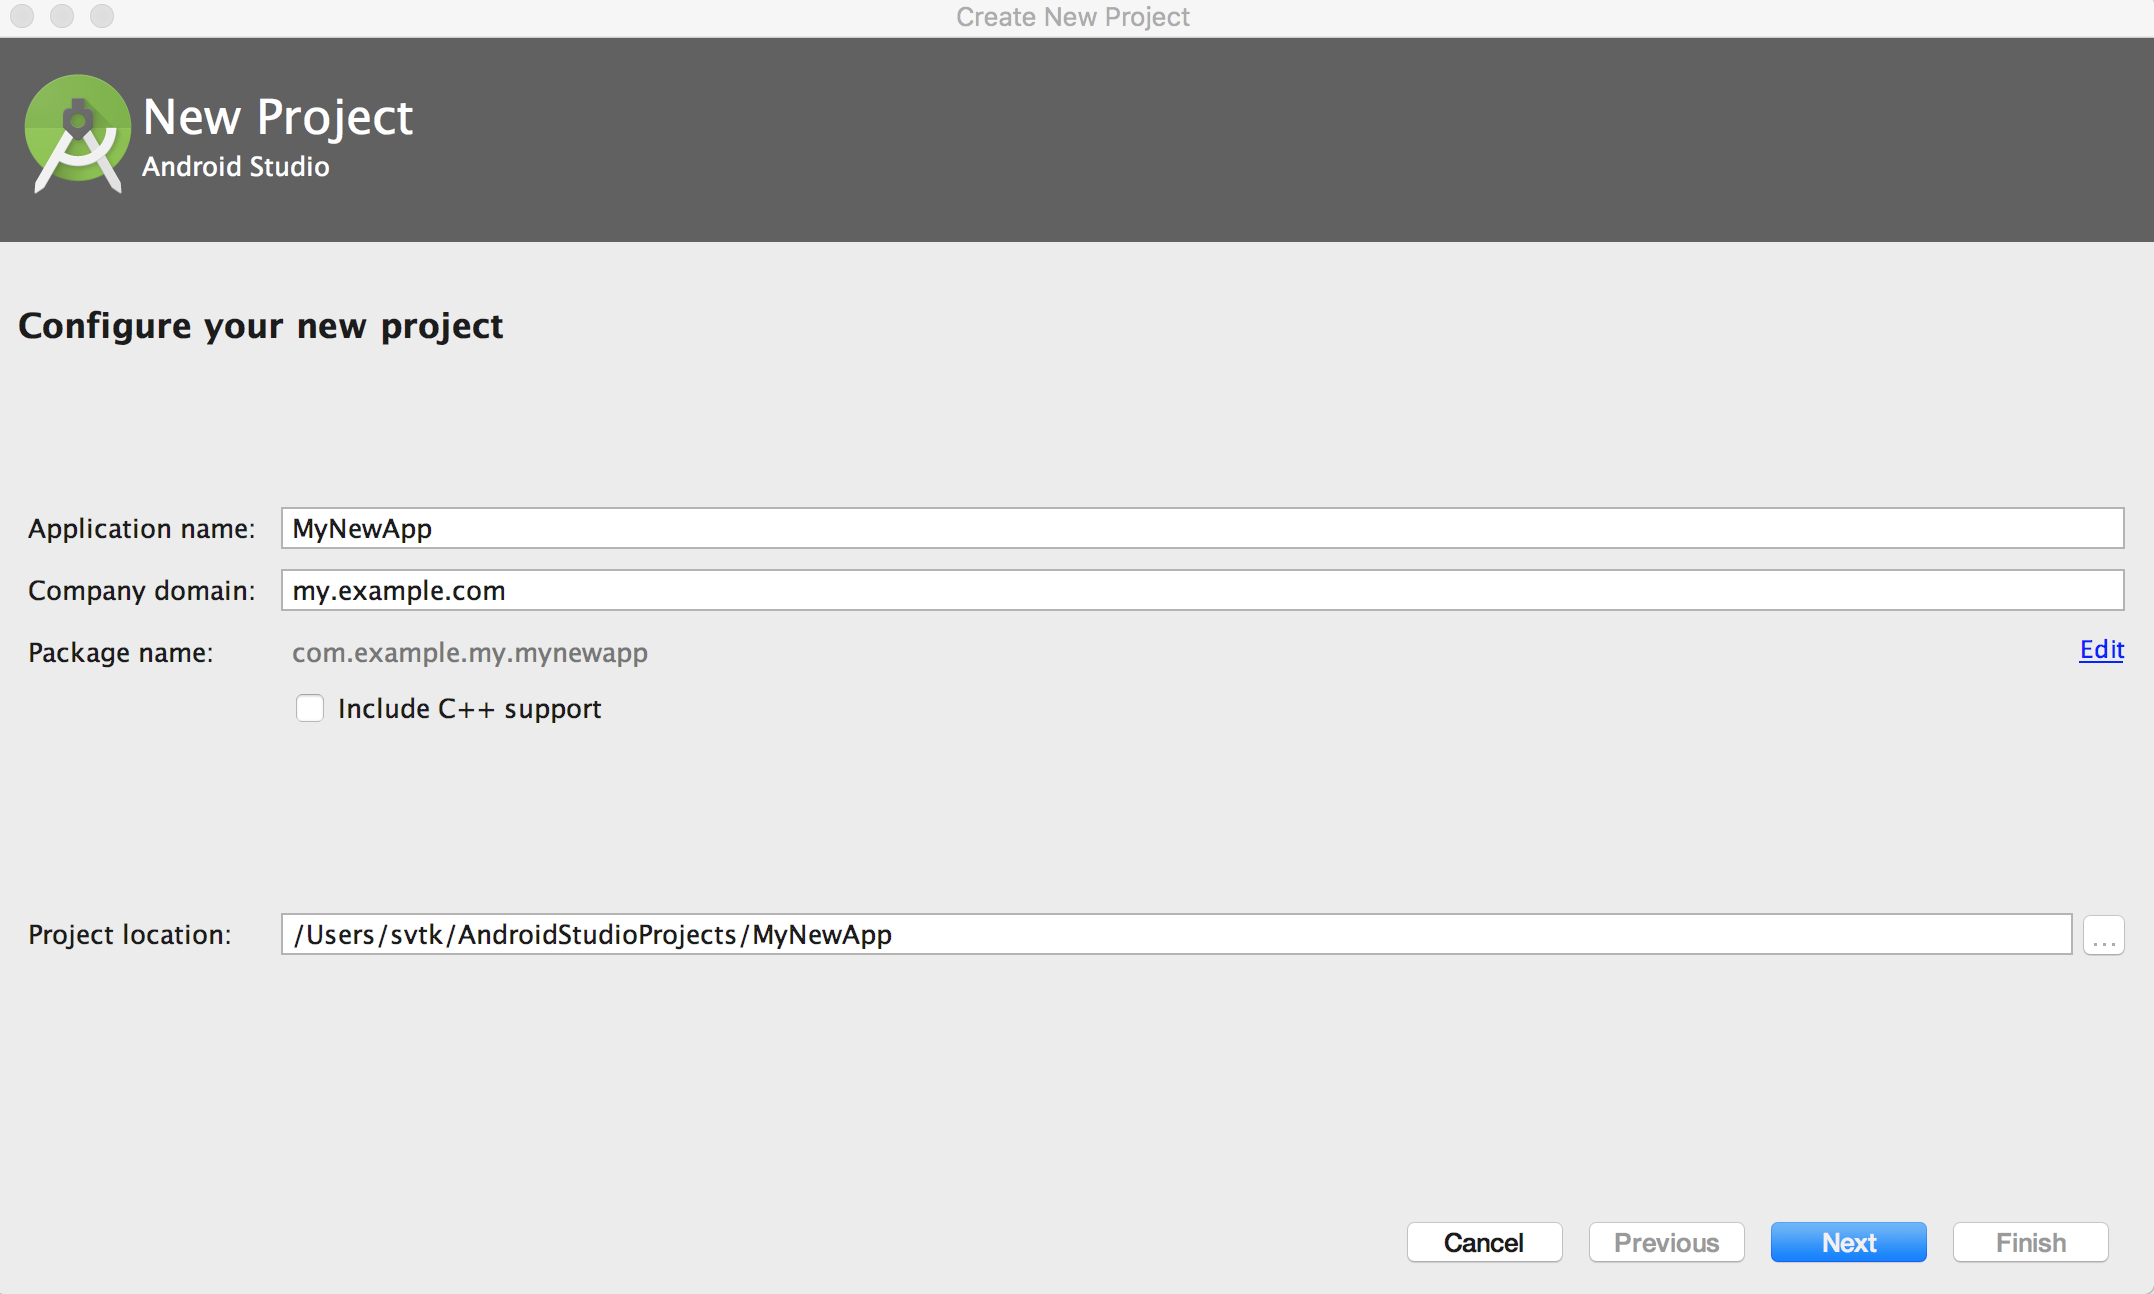 Create New Project
New Project
Android Studio
Configure your new project
Application name: MyNewApp
Company domain: my.example.com
Package name: com.example.my.mynewapp Edit
Include C++ support
Project location: /Users/svtk/AndroidStudioProjects/MyNewApp ...
Cancel Previous Next Finish